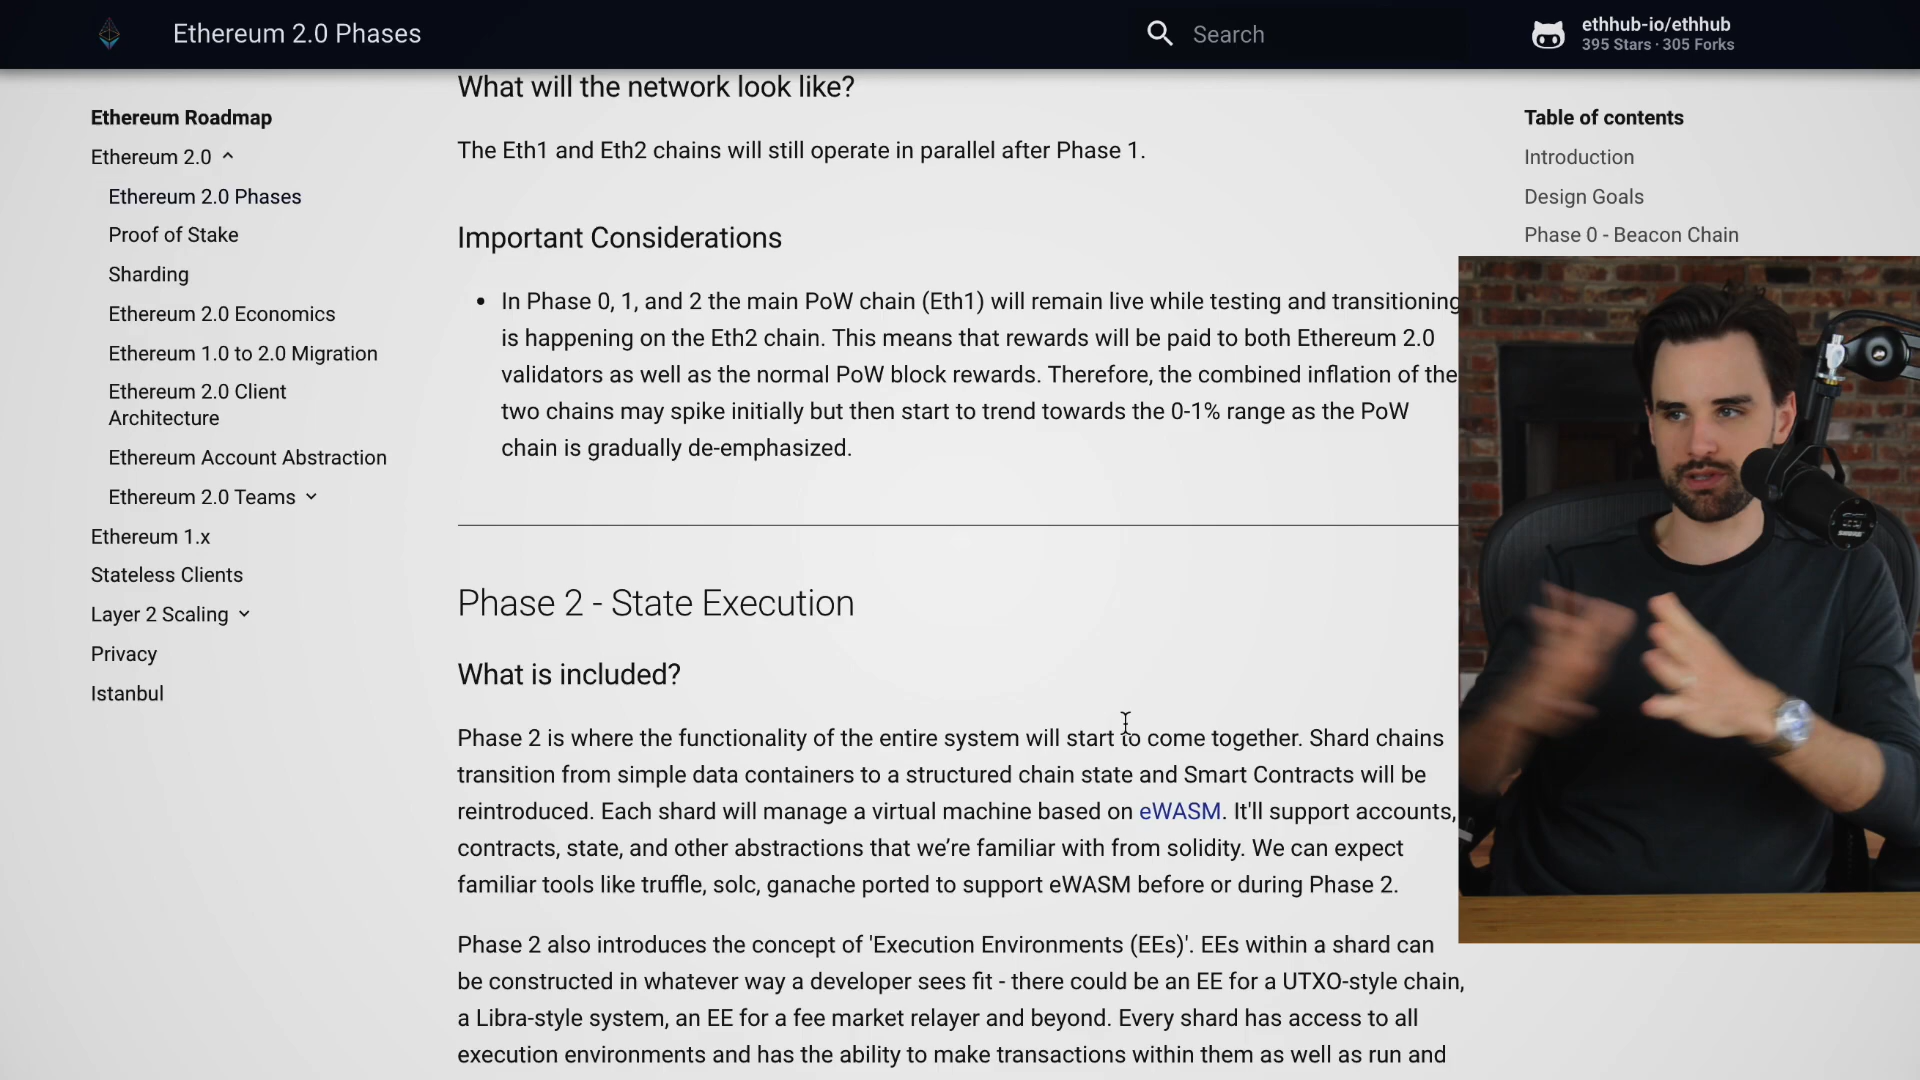 Ethereum 2.0 Phases
Search
ethhub-io/ethhub
395 Stars · 305 Forks
Ethereum Roadmap
Ethereum 2.0
Ethereum 2.0 Phases
Proof of Stake
Sharding
Ethereum 2.0 Economics
Ethereum 1.0 to 2.0 Migration
Ethereum 2.0 Client
Architecture
Ethereum Account Abstraction
Ethereum 2.0 Teams
Ethereum 1.x
Stateless Clients
Layer 2 Scaling
Privacy
Istanbul
What will the network look like?
The Eth1 and Eth2 chains will still operate in parallel after Phase 1.
Important Considerations
• In Phase 0, 1, and 2 the main PoW chain (Eth1) will remain live while testing and transitioning
is happening on the Eth2 chain. This means that rewards will be paid to both Ethereum 2.0
validators as well as the normal PoW block rewards. Therefore, the combined inflation of the
two chains may spike initially but then start to trend towards the 0-1% range as the PoW
chain is gradually de-emphasized.
Phase 2 - State Execution
What is included?
Phase 2 is where the functionality of the entire system will start to come together. Shard chains
transition from simple data containers to a structured chain state and Smart Contracts will be
reintroduced. Each shard will manage a virtual machine based on eWASM. It'll support accounts,
contracts, state, and other abstractions that we’re familiar with from solidity. We can expect
familiar tools like truffle, solc, ganache ported to support eWASM before or during Phase 2.
Phase 2 also introduces the concept of 'Execution Environments (EEs)'. EEs within a shard can
be constructed in whatever way a developer sees fit - there could be an EE for a UTXO-style chain,
a Libra-style system, an EE for a fee market relayer and beyond. Every shard has access to all
execution environments and has the ability to make transactions within them as well as run and
Table of contents
Introduction
Design Goals
Phase 0 - Beacon Chain